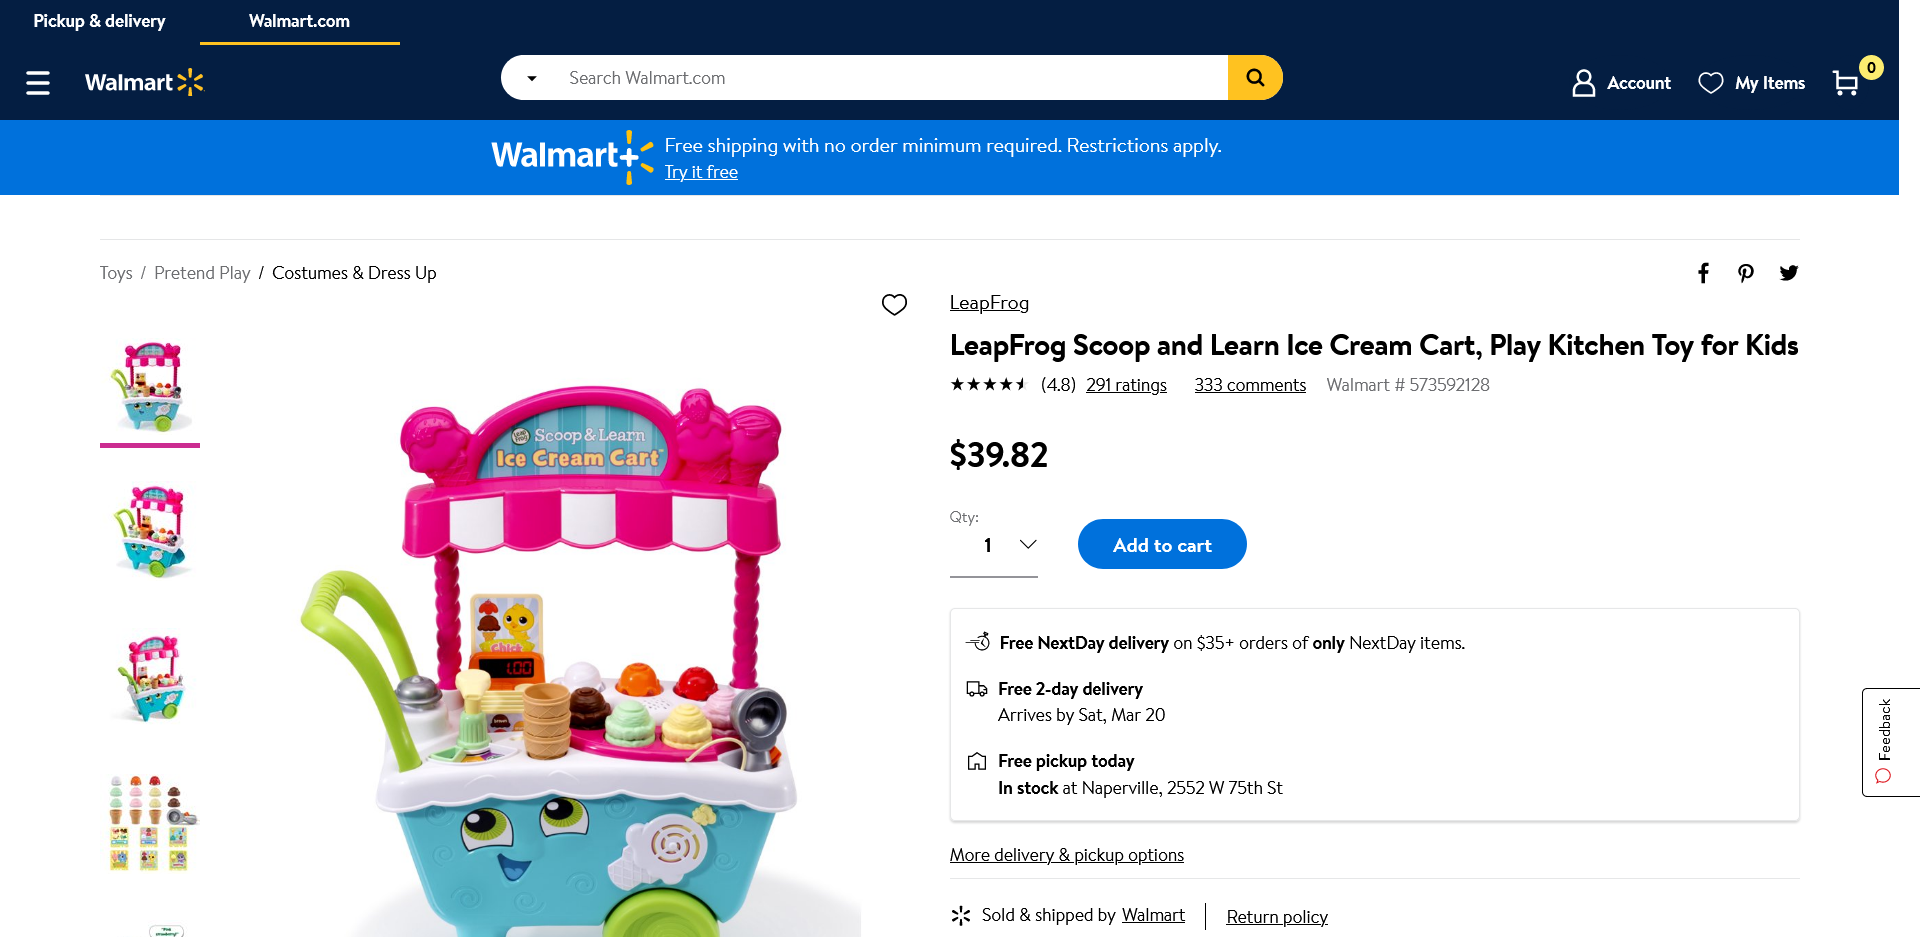 Pickup & delivery
Walmart.com
Walmart
Search Walmart.com
Account
My Items
0
Walmart+
Free shipping with no order minimum required. Restrictions apply.
Try it free
Toys / Pretend Play / Costumes & Dress Up
LeapFrog
LeapFrog Scoop and Learn Ice Cream Cart, Play Kitchen Toy for Kids
(4.8) 291 ratings 333 comments Walmart # 573592128
$39.82
Qty:
1
Add to cart
Free NextDay delivery on $35+ orders of only NextDay items.
Free 2-day delivery
Arrives by Sat, Mar 20
Free pickup today
In stock at Naperville, 2552 W 75th St
More delivery & pickup options
Sold & shipped by Walmart
Return policy
Feedback
Leap Frog
Scoop & Learn
Ice Cream Cart
Chick
1.00